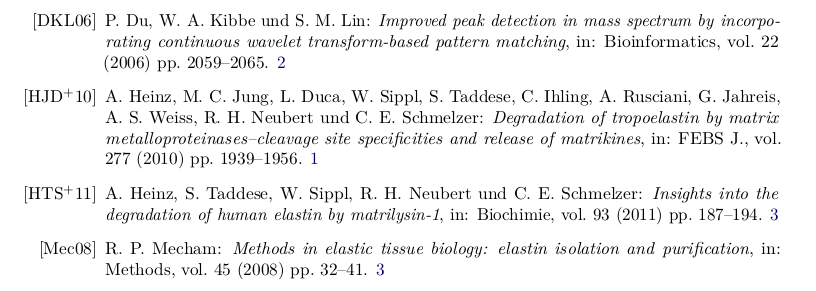 [DKL06] P. Du, W. A. Kibbe und S. M. Lin: Improved peak detection in mass spectrum by incorpo-
rating continuous wavelet transform-based pattern matching, in: Bioinformatics, vol. 22
(2006) pp. 2059–2065. 2
[HJD+10] A. Heinz, M. C. Jung, L. Duca, W. Sippl, S. Taddese, C. Ihling, A. Rusciani, G. Jahreis,
A. S. Weiss, R. H. Neubert und C. E. Schmelzer: Degradation of tropoelastin by matrix
metalloproteinases–cleavage site specificities and release of matrikines, in: FEBS J., vol.
277 (2010) pp. 1939–1956. 1
[HTS+11] A. Heinz, S. Taddese, W. Sippl, R. H. Neubert und C. E. Schmelzer: Insights into the
degradation of human elastin by matrilysin-1, in: Biochimie, vol. 93 (2011) pp. 187–194. 3
[Mec08] R. P. Mecham: Methods in elastic tissue biology: elastin isolation and purification, in:
Methods, vol. 45 (2008) pp. 32–41. 3